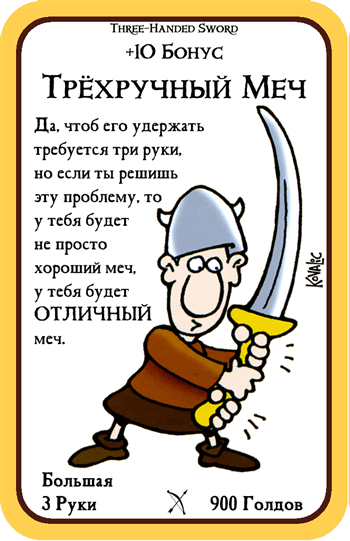 Three-Handed Sword
+10 Бонус
Трёхручный Меч
Да, чтоб его удержать
требуется три руки,
но если ты решишь
эту проблему, то
у тебя будет
не просто
хороший меч,
у тебя будет
ОТЛИЧНЫЙ
меч.
Kovalic
Большая
3 Руки 900 Голдов